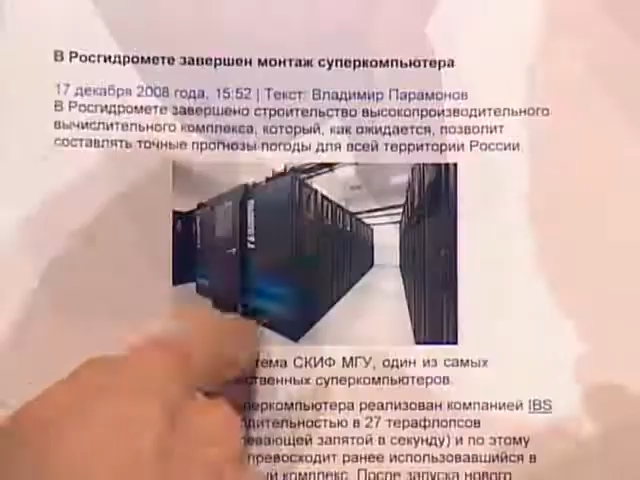 В Росгидромете завершен монтаж суперкомпьютера
17 декабря 2008 года, 15:52 | Текст: Владимир Парамонов
В Росгидромете завершено строительство высокопроизводительного
вычислительного комплекса, который, как ожидается, позволит
составлять точные прогнозы погоды для всей территории России.
тема СКИФ МГУ, один из самых
ственных суперкомпьютеров.
перкомпьютера реализован компанией IBS
дительностью в 27 терафлопсов
вающей запятой в секунду) и по этому
превосходит ранее использовавшийся в
ый комплекс. После запуска нового